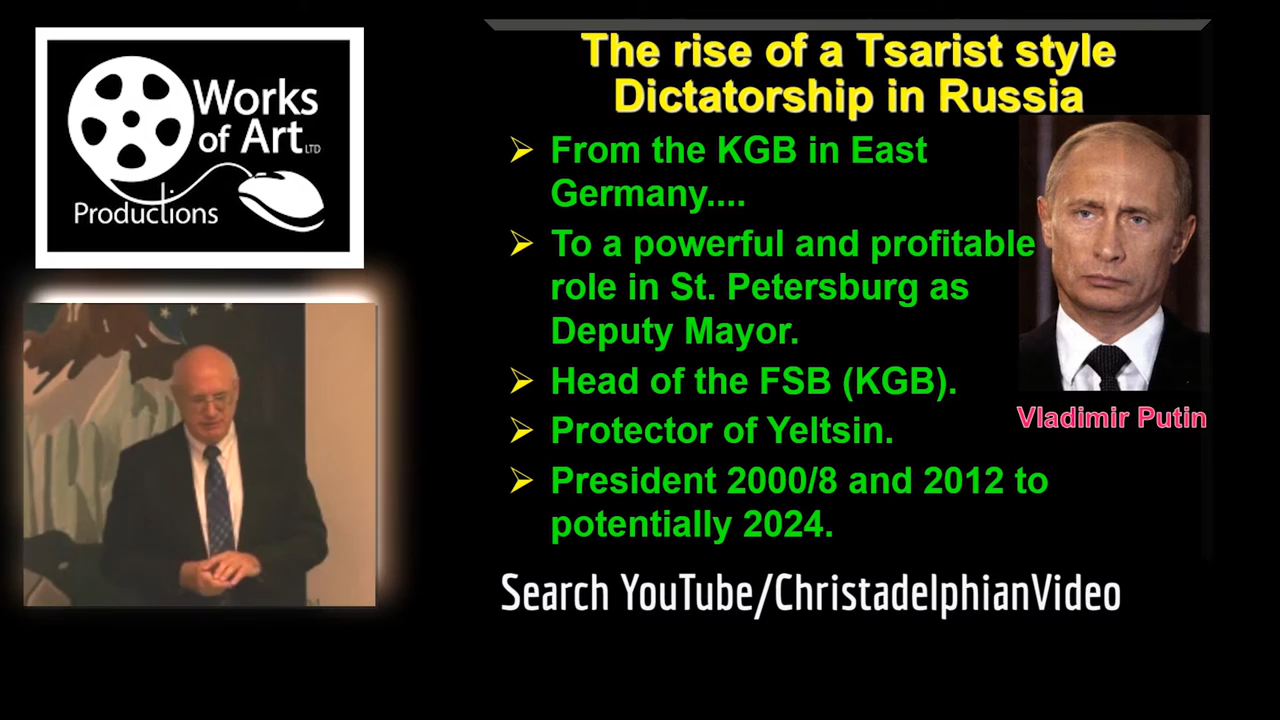 Works
of Art LTD
Productions
The rise of a Tsarist style
Dictatorship in Russia
➢ From the KGB in East
Germany....
➢ To a powerful and profitable
role in St. Petersburg as
Deputy Mayor.
➢ Head of the FSB (KGB).
➢ Protector of Yeltsin.
➢ President 2000/8 and 2012 to
potentially 2024.
Vladimir Putin
Search YouTube/ChristadelphianVideo